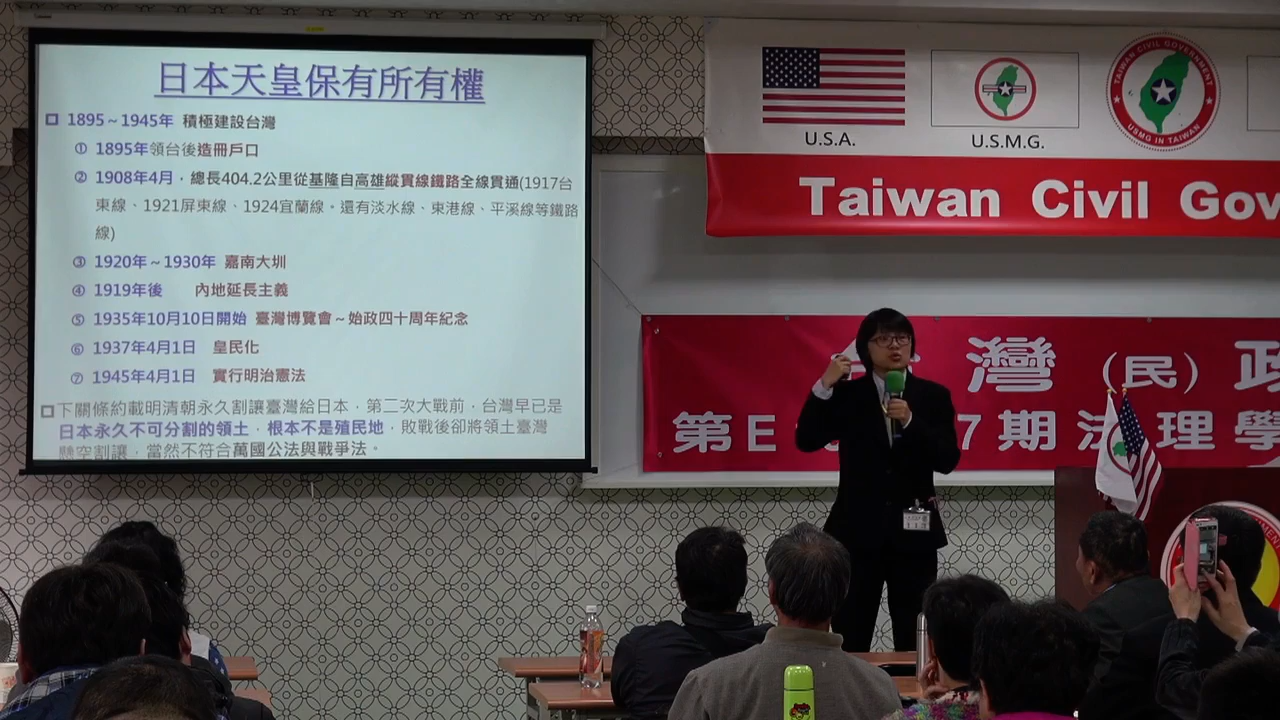 日本天皇保有所有權
1895～1945年 積極建設台灣
① 1895年領台後造冊戶口
② 1908年4月，總長404.2公里從基隆自高雄縱貫線鐵路全線貫通(1917台
東線、1921屏東線、1924宜蘭線。還有淡水線、東港線、平溪線等鐵路
線)
③ 1920年～1930年 嘉南大圳
④ 1919年後 內地延長主義
⑤ 1935年10月10日開始 臺灣博覽會～始政四十周年紀念
⑥ 1937年4月1日 皇民化
⑦ 1945年4月1日 實行明治憲法
下關條約載明清朝永久割讓臺灣給日本，第二次大戰前，台灣早已是
日本永久不可分割的領土，根本不是殖民地，敗戰後卻將領土臺灣
懸空割讓，當然不符合萬國公法與戰爭法。
U.S.A.
U.S.M.G.
TAIWAN CIVIL GOVERNMENT
USMG IN TAIWAN
Taiwan Civil Gov
灣（民）政
第E 7期法理學